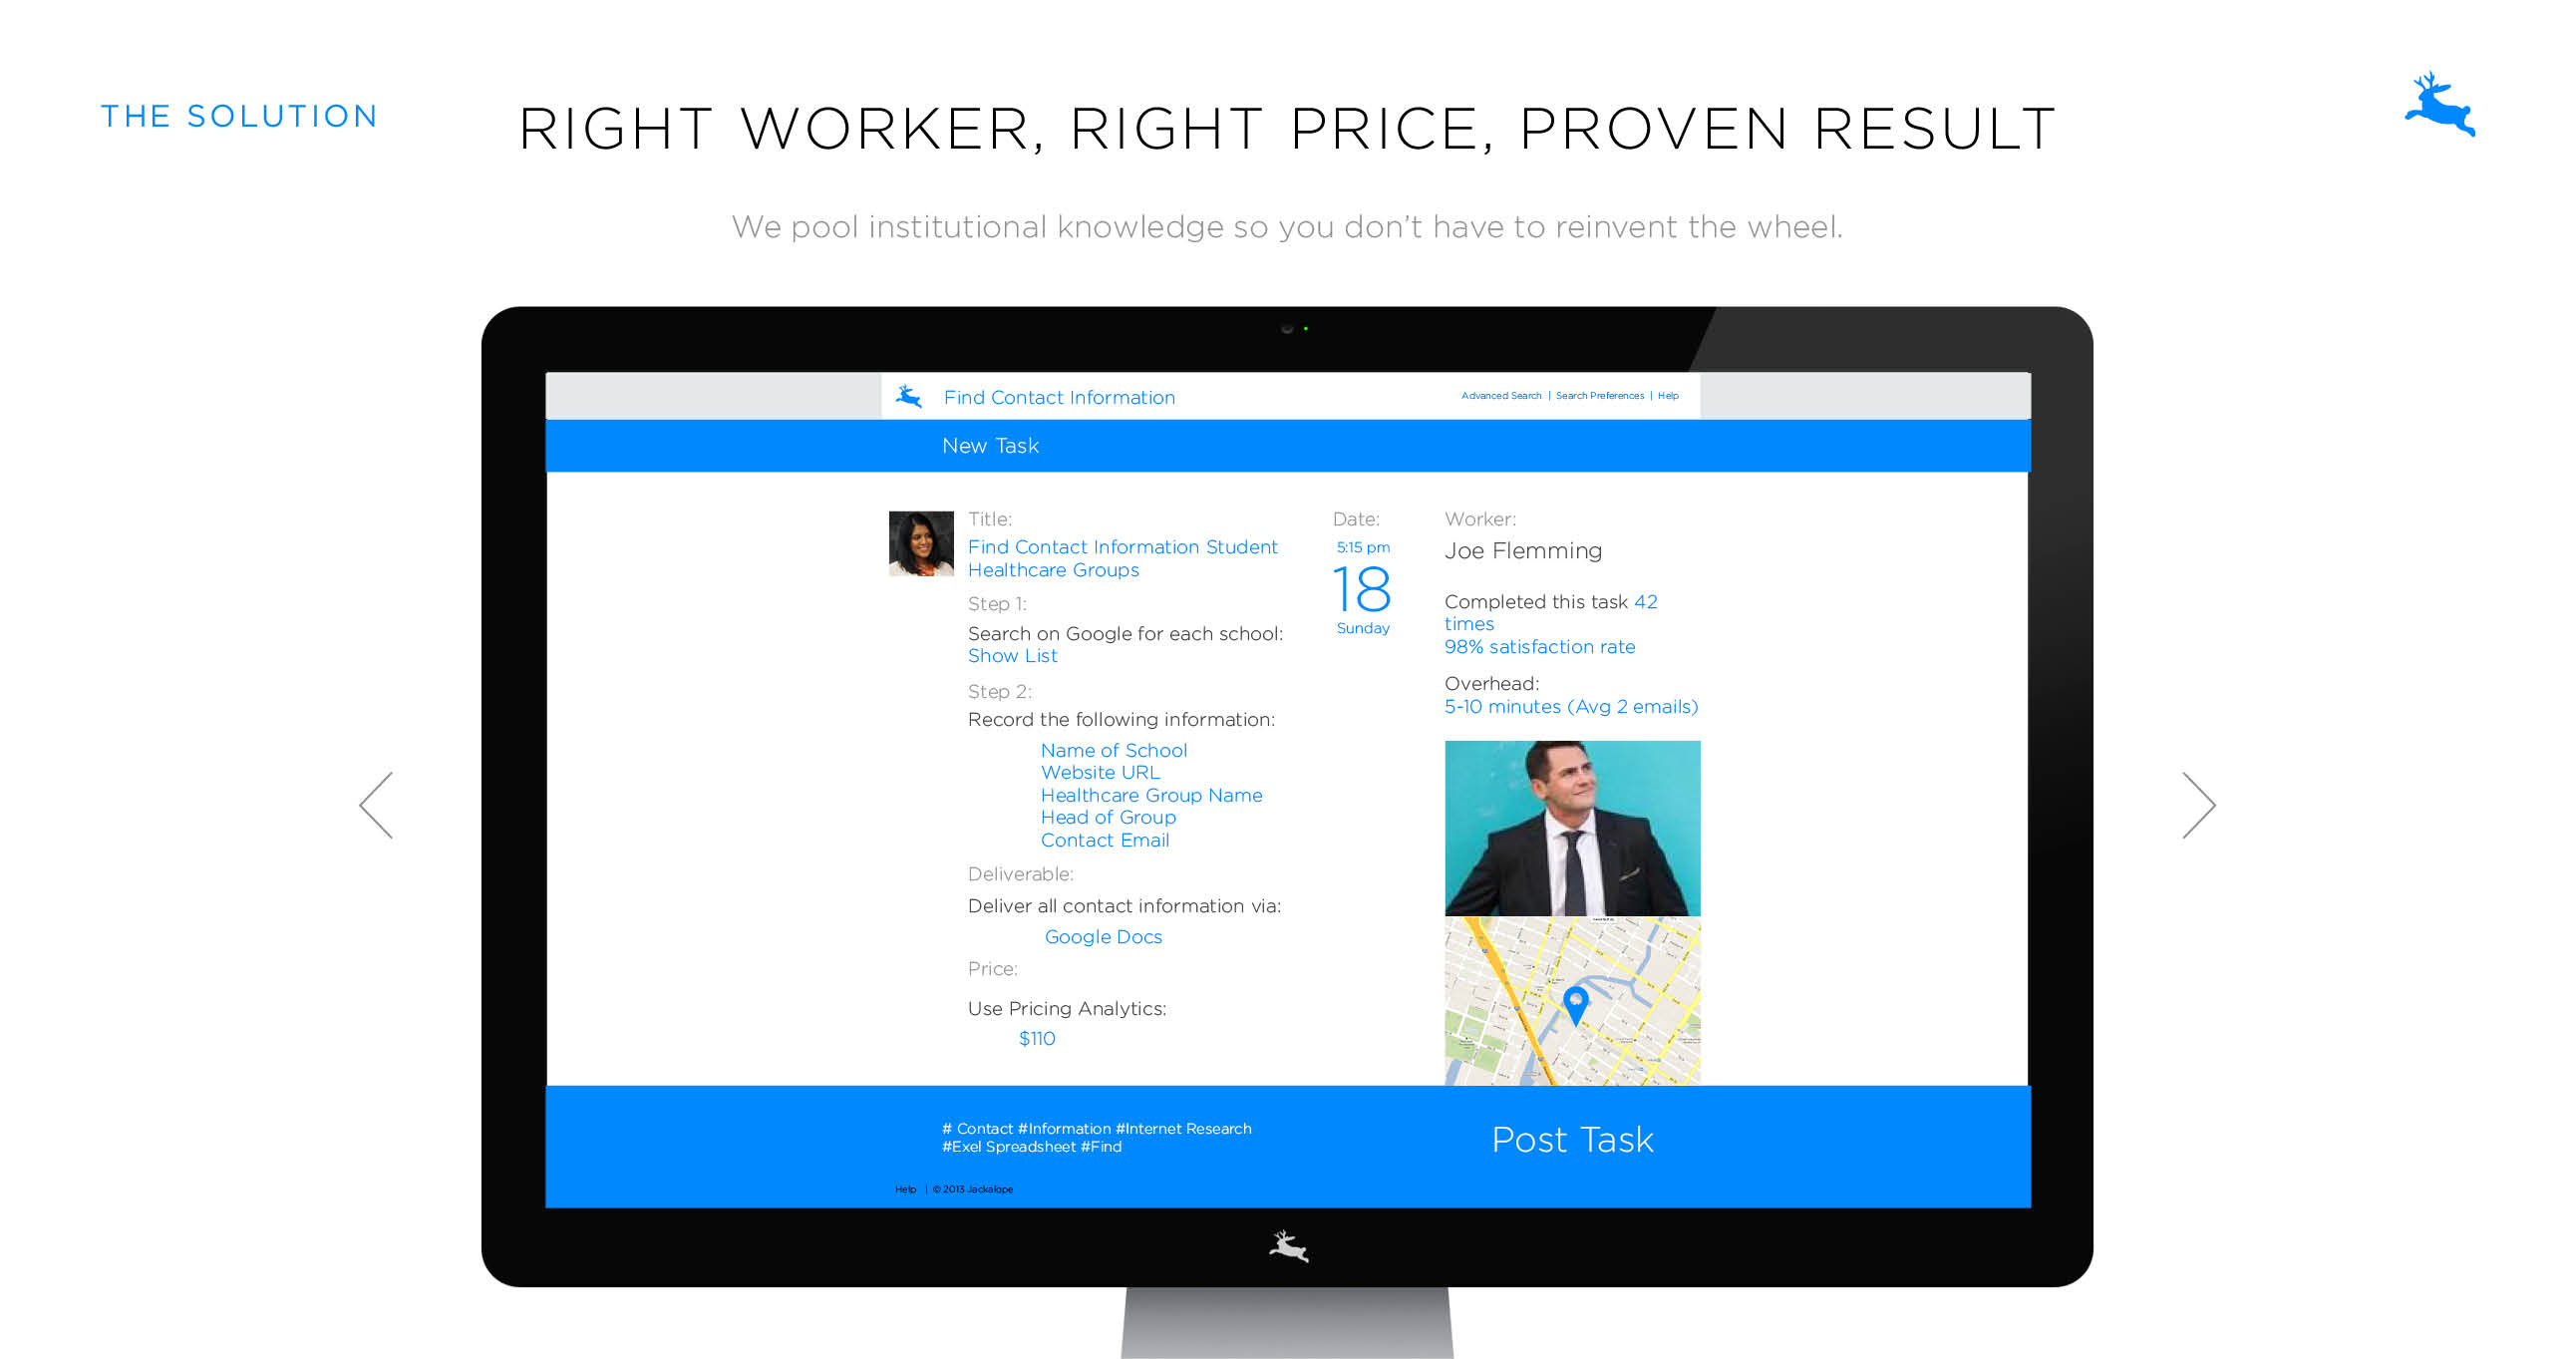 THE SOLUTION
RIGHT WORKER, RIGHT PRICE, PROVEN RESULT
We pool institutional knowledge so you don't have to reinvent the wheel.
Find Contact Information
Advanced Search | Search Preferences | Help
New Task
Title:
Find Contact Information Student
Healthcare Groups
Step 1:
Search on Google for each school:
Show List
Step 2:
Record the following information:
Name of School
Website URL
Healthcare Group Name
Head of Group
Contact Email
Deliverable:
Deliver all contact information via:
Google Docs
Price:
Use Pricing Analytics:
$110
Date:
5:15 pm
18
Sunday
Worker:
Joe Flemming
Completed this task 42
times
98% satisfaction rate
Overhead:
5-10 minutes (Avg 2 emails)
# Contact #Information #Internet Research
#Exel Spreadsheet #Find
Post Task
Help | © 2013 Jackalope